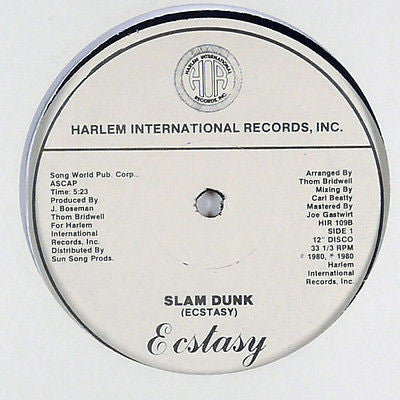 HARLEM INTERNATIONAL
HIR
RECORDS INC.
HARLEM INTERNATIONAL RECORDS, INC.
Song World Pub. Corp..
ASCAP
Time: 5:23
Produced By
J. Boseman
Thom Bridwell
For Harlem
International
Records, Inc.
Distributed By
Sun Song Prods.
Arranged By
Thom Bridwell
Mixing By
Carl Beatty
Mastered By
Joe Gastwirt
HIR 109B
SIDE 1
12" DISCO
33 1/3 RPM
© 1980, ℗ 1980
Harlem
International
Records, Inc.
SLAM DUNK
(ECSTASY)
Ecstasy